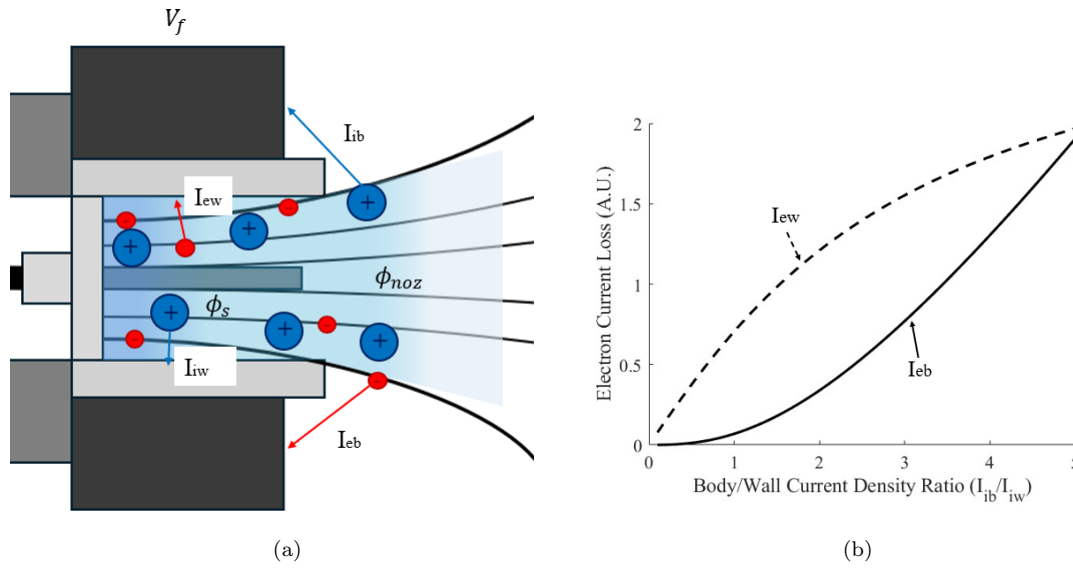 V_f
I_ib
I_ew
ϕ_noz
ϕ_s
I_iw
I_eb
+
+
+
+
+
+
-
-
-
-
-
-
(a)
Electron Current Loss (A.U.)
2
1.5
1
0.5
0
I_ew
I_eb
0 1 2 3 4 5
Body/Wall Current Density Ratio (I_ib/I_iw)
(b)